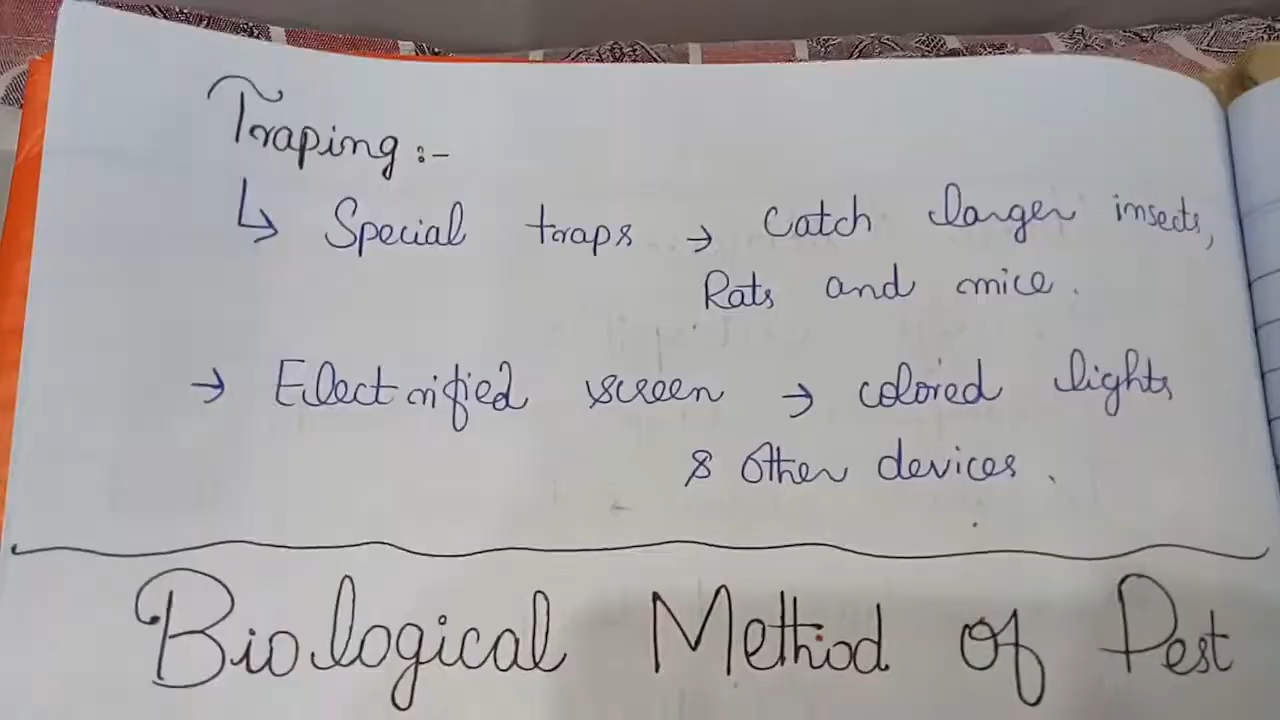 Traping :-
↳ Special traps → Catch larger insects,
Rats and mice.
→ Electrified screen → colored lights
& other devices.
Biological Method of Pest